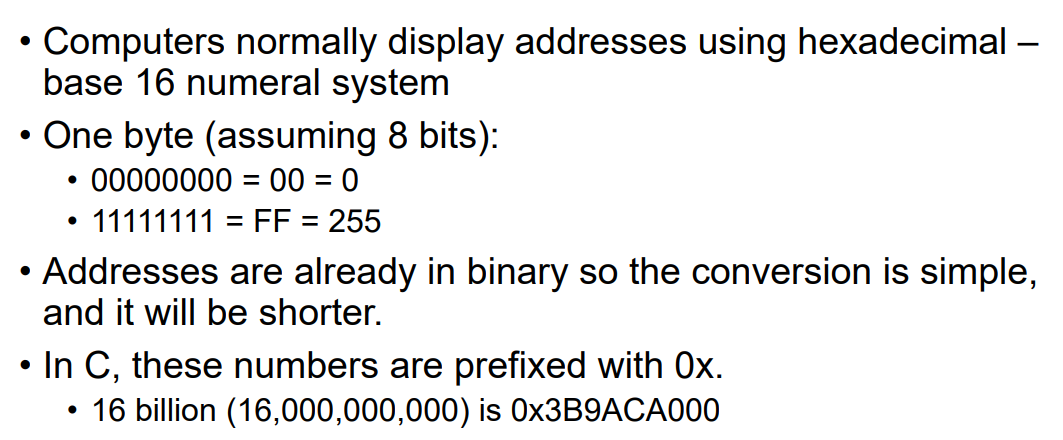 • Computers normally display addresses using hexadecimal –
base 16 numeral system
• One byte (assuming 8 bits):
• 00000000 = 00 = 0
• 11111111 = FF = 255
• Addresses are already in binary so the conversion is simple,
and it will be shorter.
• In C, these numbers are prefixed with 0x.
• 16 billion (16,000,000,000) is 0x3B9ACA000